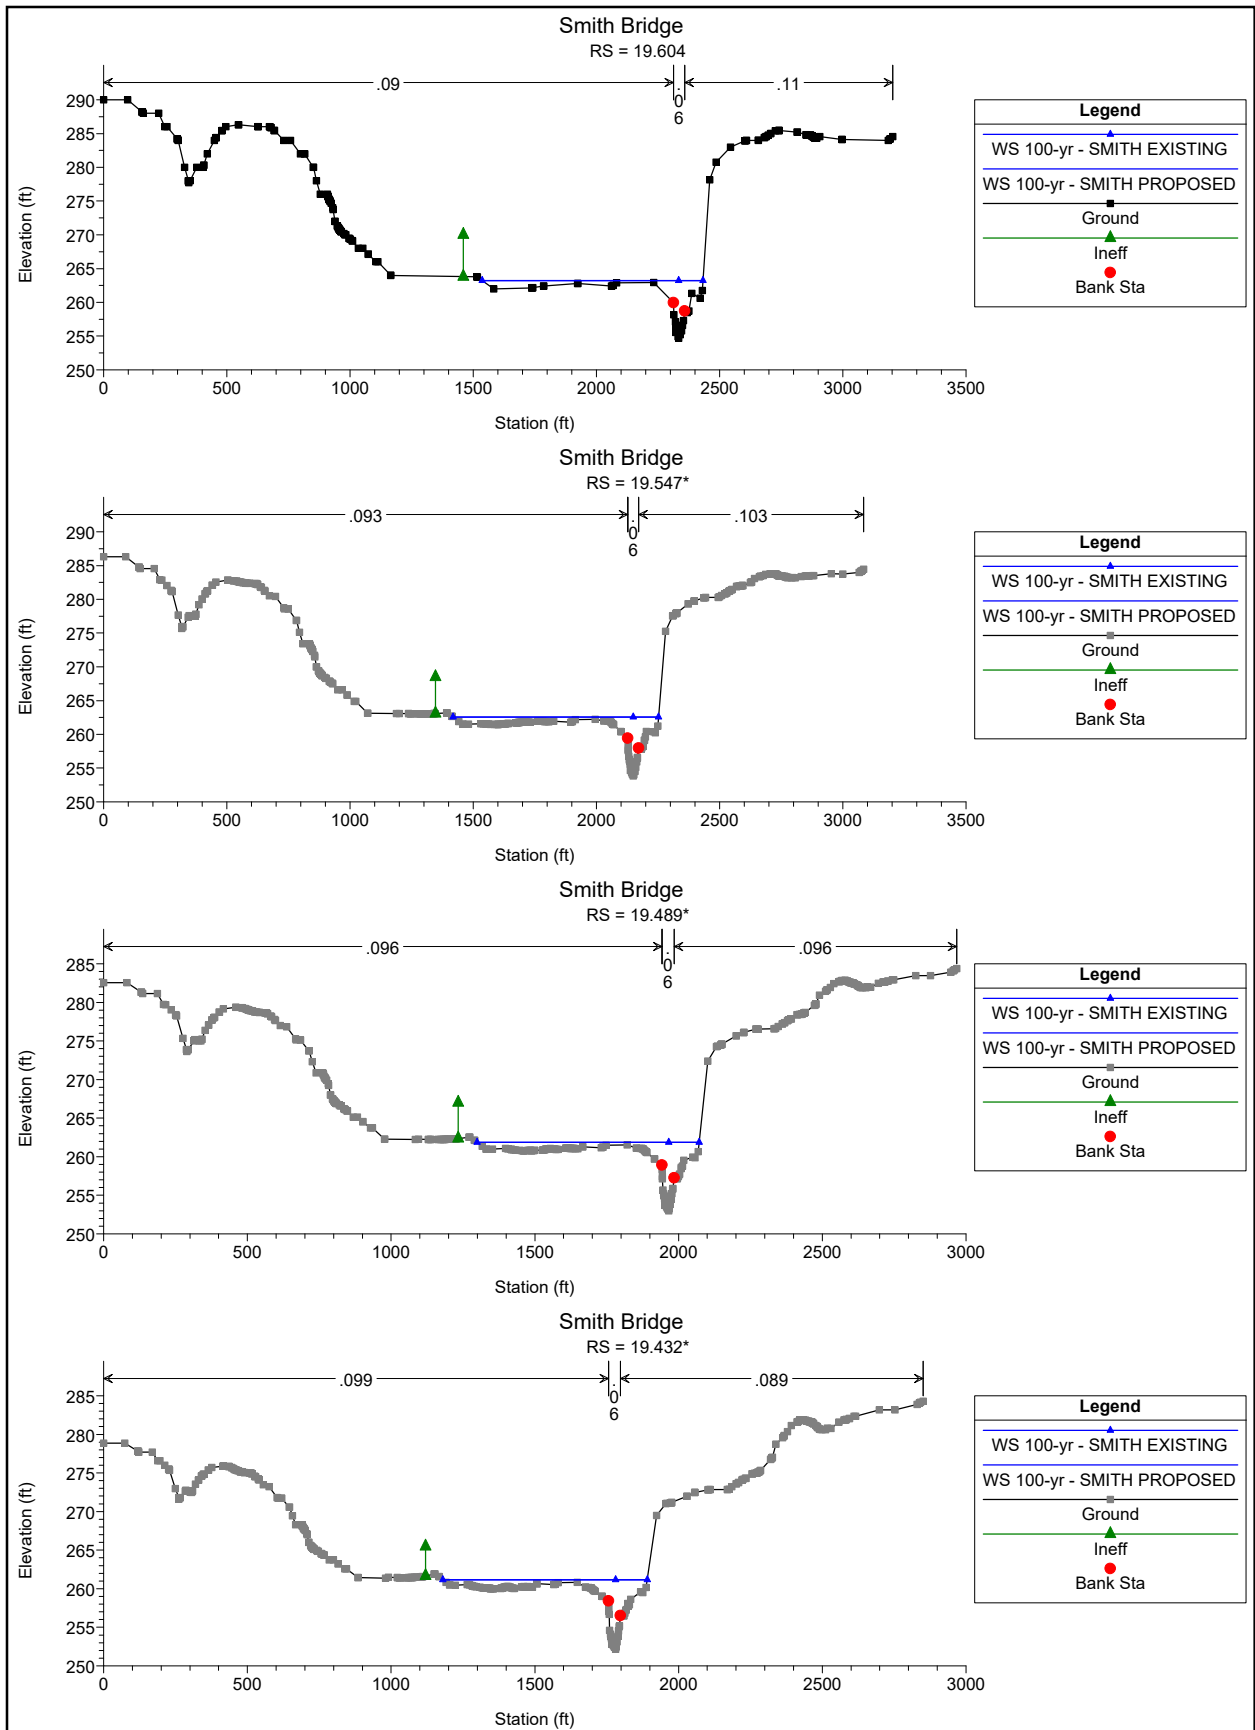 Smith Bridge
RS = 19.604
.09
.06
.11
290
285
280
275
270
265
260
255
250
Elevation (ft)
0 500 1000 1500 2000 2500 3000 3500
Station (ft)
Legend
WS 100-yr - SMITH EXISTING
WS 100-yr - SMITH PROPOSED
Ground
Ineff
Bank Sta
Smith Bridge
RS = 19.547*
.093
.06
.103
290
285
280
275
270
265
260
255
250
Elevation (ft)
0 500 1000 1500 2000 2500 3000 3500
Station (ft)
Legend
WS 100-yr - SMITH EXISTING
WS 100-yr - SMITH PROPOSED
Ground
Ineff
Bank Sta
Smith Bridge
RS = 19.489*
.096
.06
.096
285
280
275
270
265
260
255
250
Elevation (ft)
0 500 1000 1500 2000 2500 3000
Station (ft)
Legend
WS 100-yr - SMITH EXISTING
WS 100-yr - SMITH PROPOSED
Ground
Ineff
Bank Sta
Smith Bridge
RS = 19.432*
.099
.06
.089
285
280
275
270
265
260
255
250
Elevation (ft)
0 500 1000 1500 2000 2500 3000
Station (ft)
Legend
WS 100-yr - SMITH EXISTING
WS 100-yr - SMITH PROPOSED
Ground
Ineff
Bank Sta